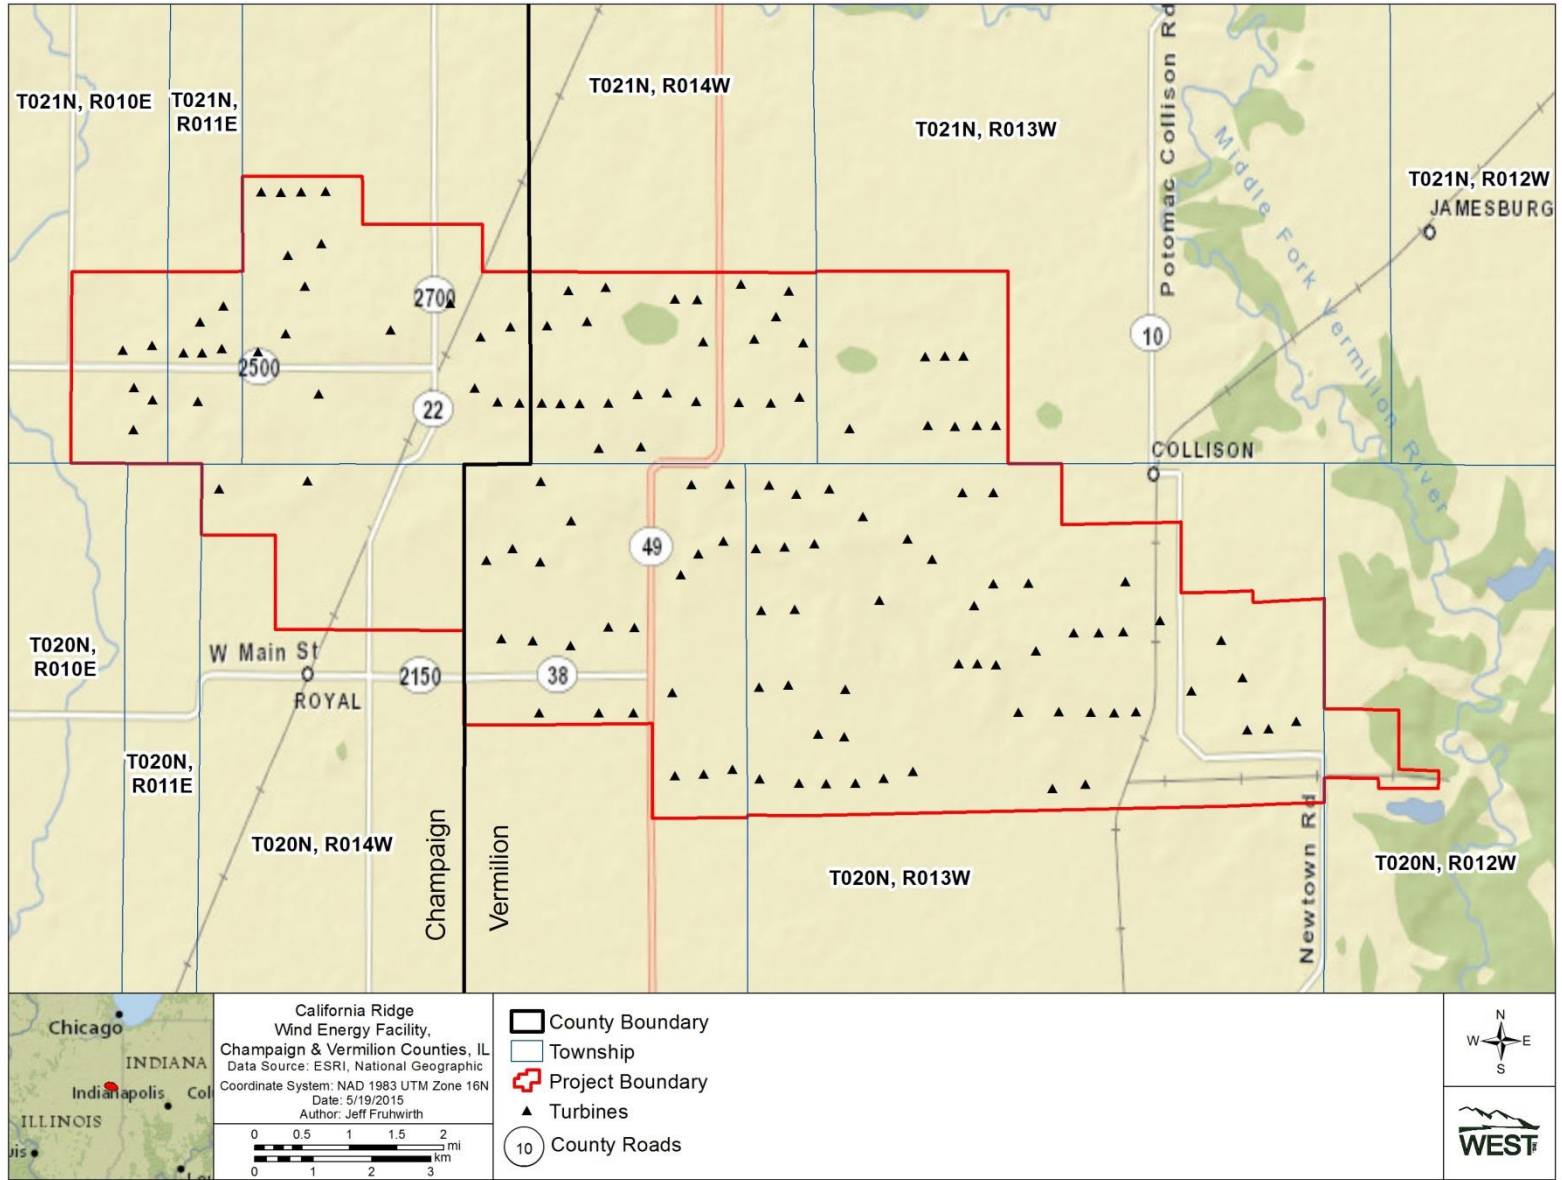 T021N, R010E
T021N,
R011E
T021N, R014W
T021N, R013W
Potomac Collison Rd
Middle Fork Vermilion River
T021N, R012W
JAMESBURG
2700
10
2500
22
COLLISON
49
T020N,
R010E
W Main St
ROYAL
2150
38
T020N,
R011E
T020N, R014W
Champaign
Vermilion
T020N, R013W
Newtown Rd
T020N, R012W
Chicago
INDIANA
Indianapolis
Col
ILLINOIS
uis
Lou
California Ridge
Wind Energy Facility,
Champaign & Vermilion Counties, IL
Data Source: ESRI, National Geographic
Coordinate System: NAD 1983 UTM Zone 16N
Date: 5/19/2015
Author: Jeff Fruhwirth
0 0.5 1 1.5 2
mi
km
0 1 2 3
County Boundary
Township
Project Boundary
Turbines
10 County Roads
N
W E
S
WEST